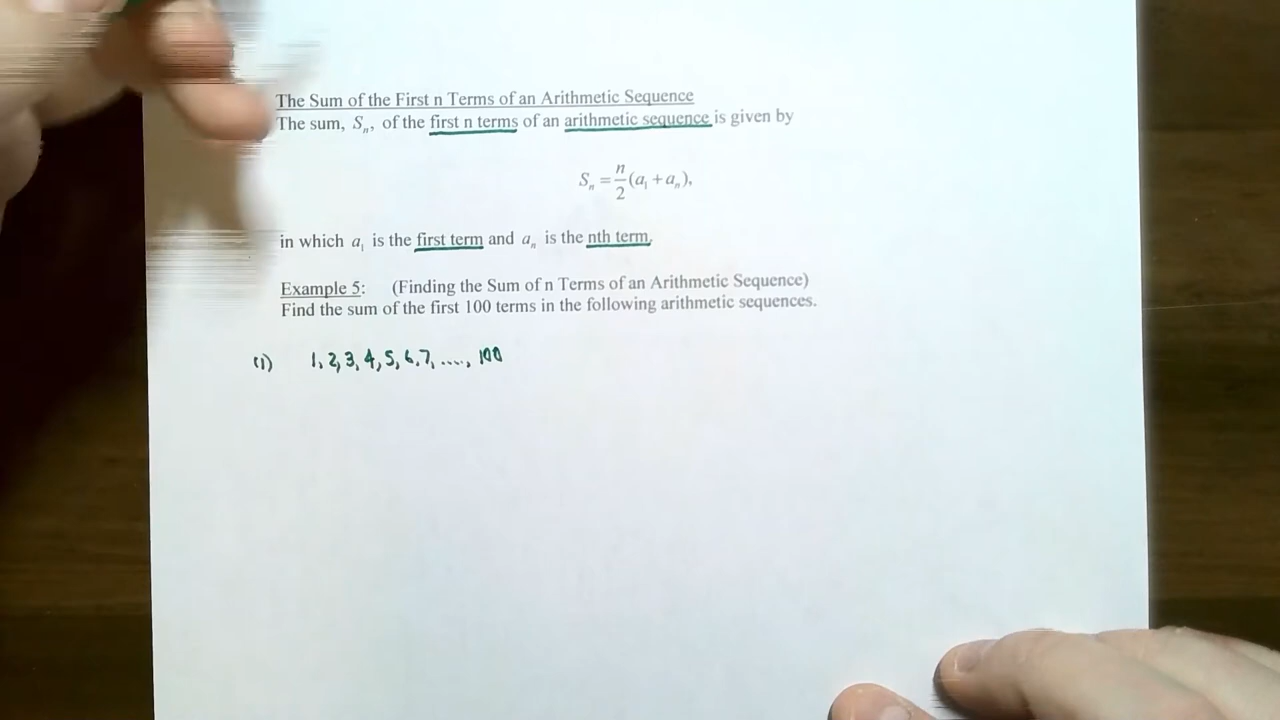 The Sum of the First n Terms of an Arithmetic Sequence
The sum, Sₙ, of the first n terms of an arithmetic sequence is given by
Sₙ = n/2 (a₁ + aₙ),
in which a₁ is the first term and aₙ is the nth term.
Example 5: (Finding the Sum of n Terms of an Arithmetic Sequence)
Find the sum of the first 100 terms in the following arithmetic sequences.
(1) 1, 2, 3, 4, 5, 6, 7, ...., 100